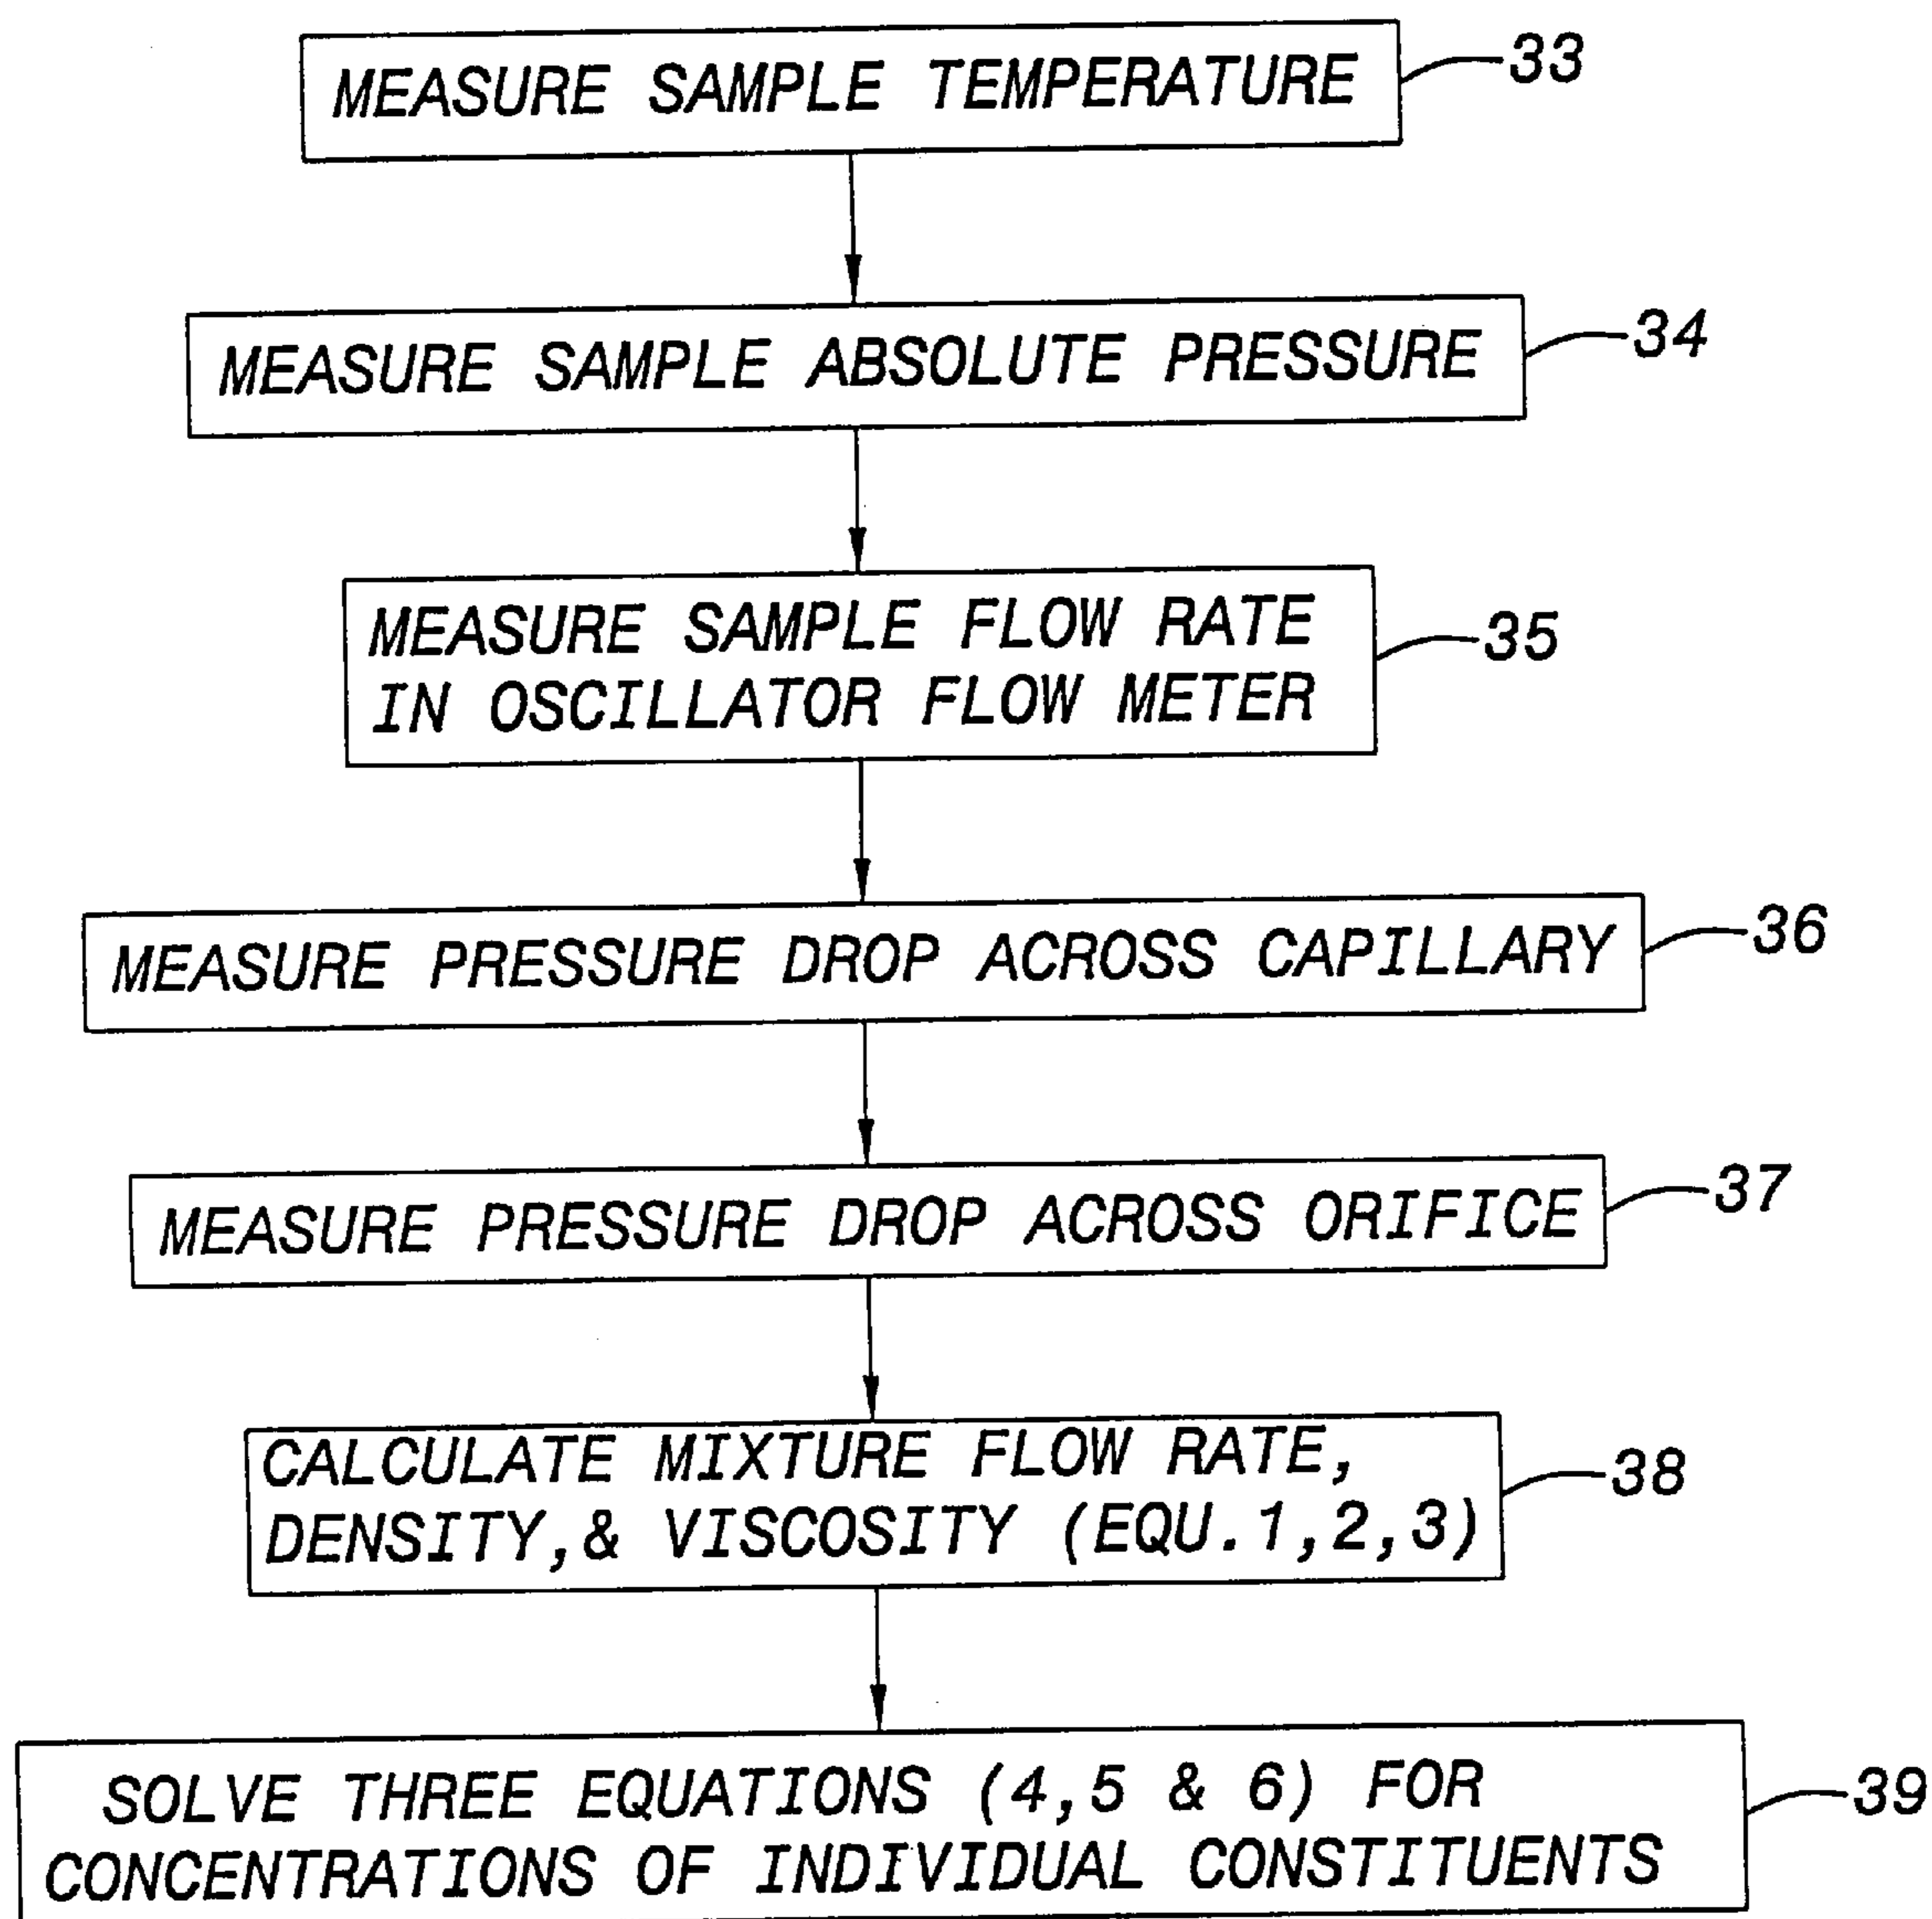 MEASURE SAMPLE TEMPERATURE 33
MEASURE SAMPLE ABSOLUTE PRESSURE 34
MEASURE SAMPLE FLOW RATE
IN OSCILLATOR FLOW METER
35
MEASURE PRESSURE DROP ACROSS CAPILLARY 36
MEASURE PRESSURE DROP ACROSS ORIFICE 37
CALCULATE MIXTURE FLOW RATE,
DENSITY,& VISCOSITY (EQU.1,2,3)
38
SOLVE THREE EQUATIONS (4,5 & 6) FOR
CONCENTRATIONS OF INDIVIDUAL CONSTITUENTS
39